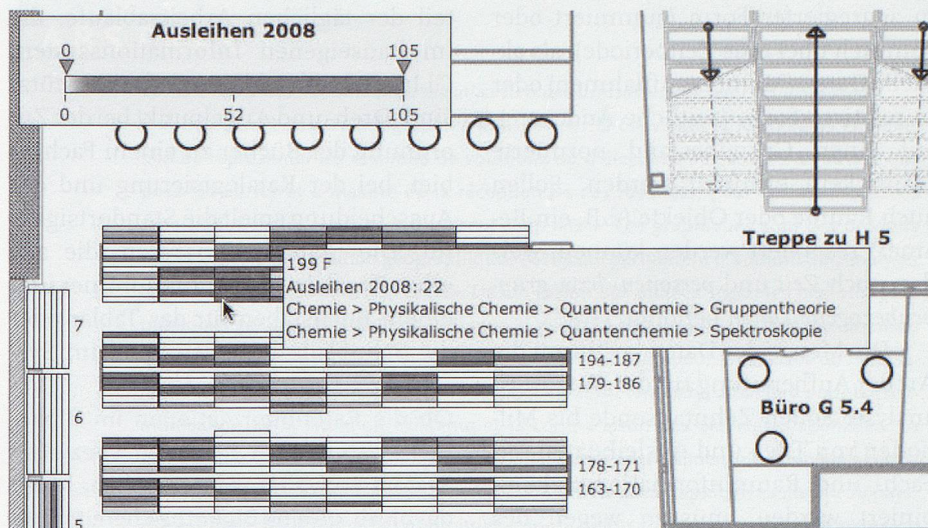 Ausleihen 2008
0 105
52 105
Treppe zu H 5
199 F
Ausleihen 2008: 22
Chemie > Physikalische Chemie > Quantenchemie > Gruppentheorie
Chemie > Physikalische Chemie > Quantenchemie > Spektroskopie
7
194-187
179-186
6
Büro G 5.4
178-171
163-170
5